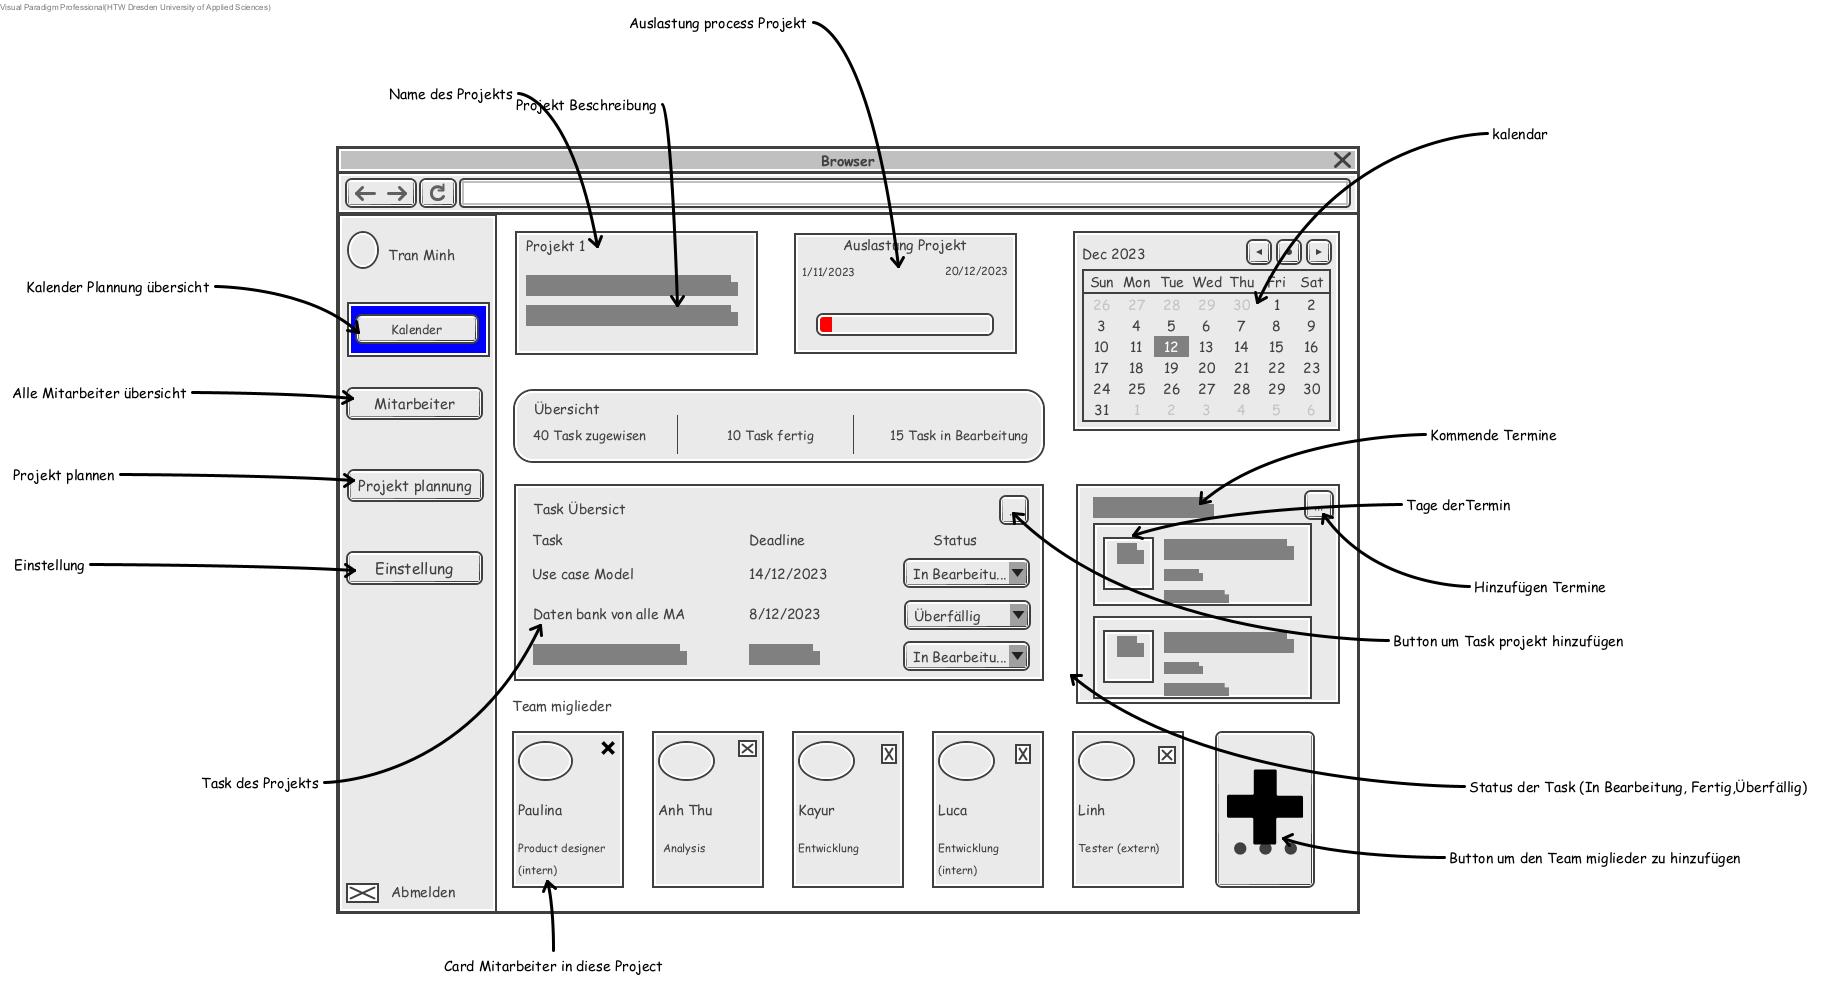 Visual Paradigm Professional(HTW Dresden University of Applied Sciences)
Auslastung process Projekt
Name des Projekts
Projekt Beschreibung
kalendar
Browser
Tran Minh
Kalender Plannung übersicht
Kalender
Alle Mitarbeiter übersicht
Mitarbeiter
Projekt plannen
Projekt plannung
Einstellung
Einstellung
Abmelden
Projekt 1
Auslastung Projekt
1/11/2023 20/12/2023
Dec 2023
Sun Mon Tue Wed Thu Fri Sat
26 27 28 29 30 1 2
3 4 5 6 7 8 9
10 11 12 13 14 15 16
17 18 19 20 21 22 23
24 25 26 27 28 29 30
31 1 2 3 4 5 6
Übersicht
40 Task zugewisen 10 Task fertig 15 Task in Bearbeitung
Kommende Termine
Tage derTermin
Hinzufügen Termine
Button um Task projekt hinzufügen
Task Übersict
Task Deadline Status
Use case Model 14/12/2023 In Bearbeitu...
Daten bank von alle MA 8/12/2023 Überfällig
In Bearbeitu...
Team miglieder
Task des Projekts
Status der Task (In Bearbeitung, Fertig,Überfällig)
Paulina
Product designer
(intern)
Anh Thu
Analysis
Kayur
Entwicklung
Luca
Entwicklung
(intern)
Linh
Tester (extern)
Button um den Team miglieder zu hinzufügen
Card Mitarbeiter in diese Project